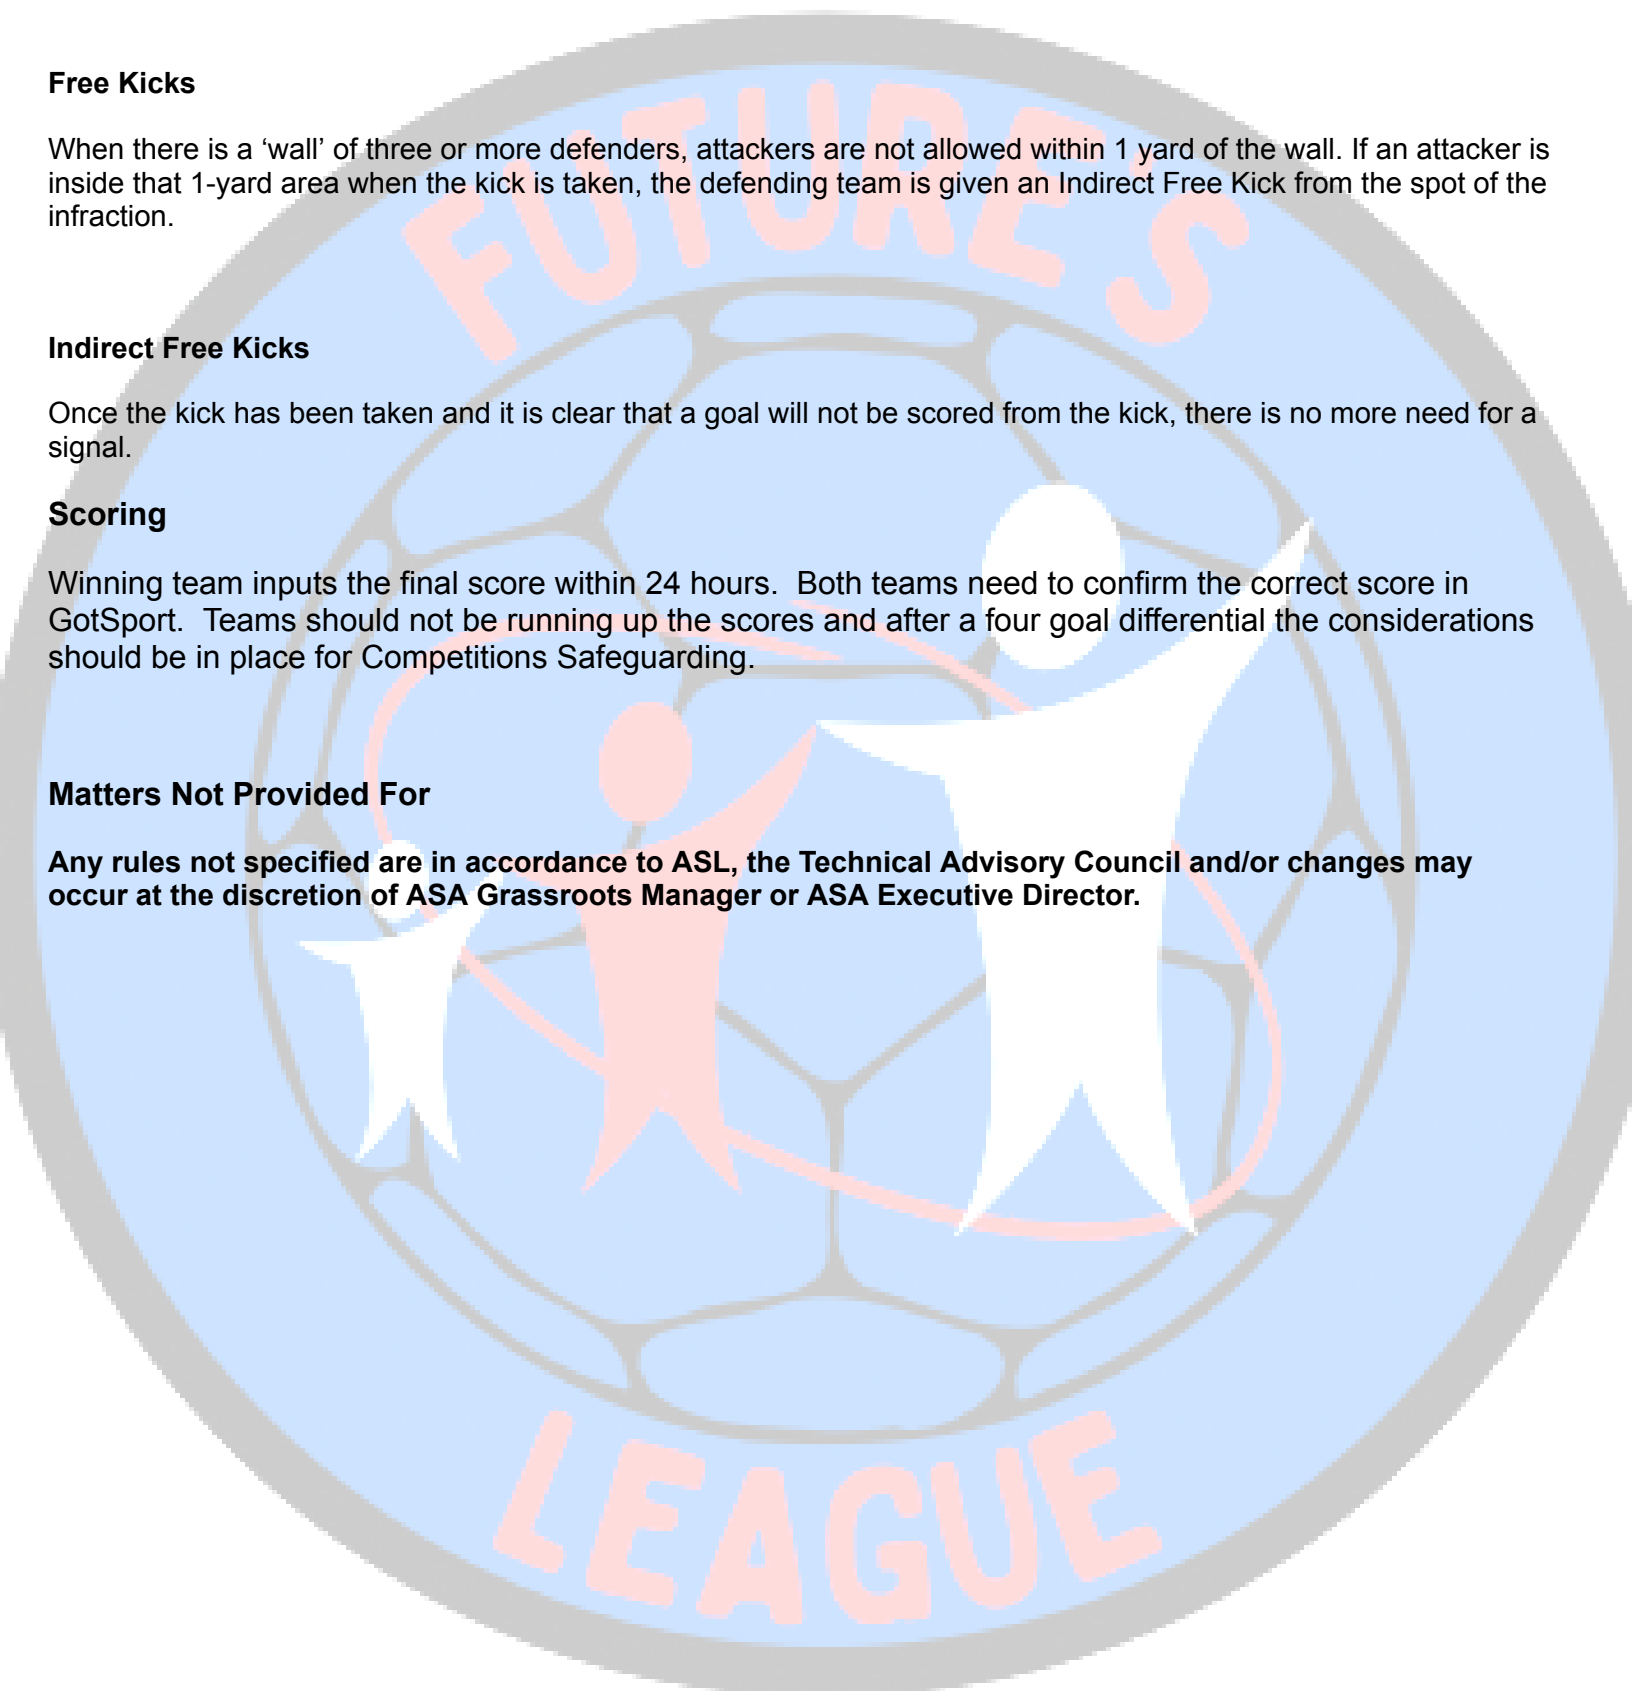 FUTURE'S
Free Kicks
When there is a ‘wall’ of three or more defenders, attackers are not allowed within 1 yard of the wall. If an attacker is
inside that 1-yard area when the kick is taken, the defending team is given an Indirect Free Kick from the spot of the
infraction.
Indirect Free Kicks
Once the kick has been taken and it is clear that a goal will not be scored from the kick, there is no more need for a
signal.
Scoring
Winning team inputs the final score within 24 hours.  Both teams need to confirm the correct score in
GotSport.  Teams should not be running up the scores and after a four goal differential the considerations
should be in place for Competitions Safeguarding.
Matters Not Provided For
Any rules not specified are in accordance to ASL, the Technical Advisory Council and/or changes may
occur at the discretion of ASA Grassroots Manager or ASA Executive Director.
LEAGUE